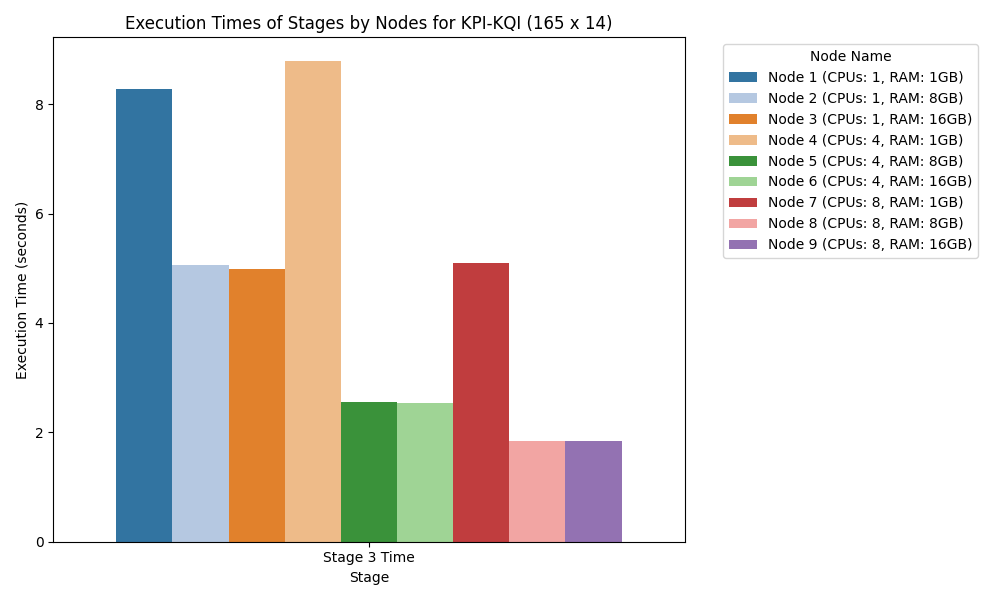 Execution Times of Stages by Nodes for KPI-KQI (165 x 14)
Execution Time (seconds)
8
6
4
2
0
Stage 3 Time
Stage
Node Name
Node 1 (CPUs: 1, RAM: 1GB)
Node 2 (CPUs: 1, RAM: 8GB)
Node 3 (CPUs: 1, RAM: 16GB)
Node 4 (CPUs: 4, RAM: 1GB)
Node 5 (CPUs: 4, RAM: 8GB)
Node 6 (CPUs: 4, RAM: 16GB)
Node 7 (CPUs: 8, RAM: 1GB)
Node 8 (CPUs: 8, RAM: 8GB)
Node 9 (CPUs: 8, RAM: 16GB)